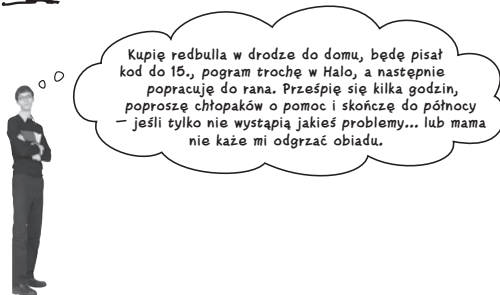 Kupię redbulla w drodze do domu, będę pisał
kod do 15., pogram trochę w Halo, a następnie
popracuję do rana. Prześpię się kilka godzin,
poproszę chłopaków o pomoc i skończę do północy
– jeśli tylko nie wystąpią jakieś problemy... lub mama
nie każe mi odgrzać obiadu.